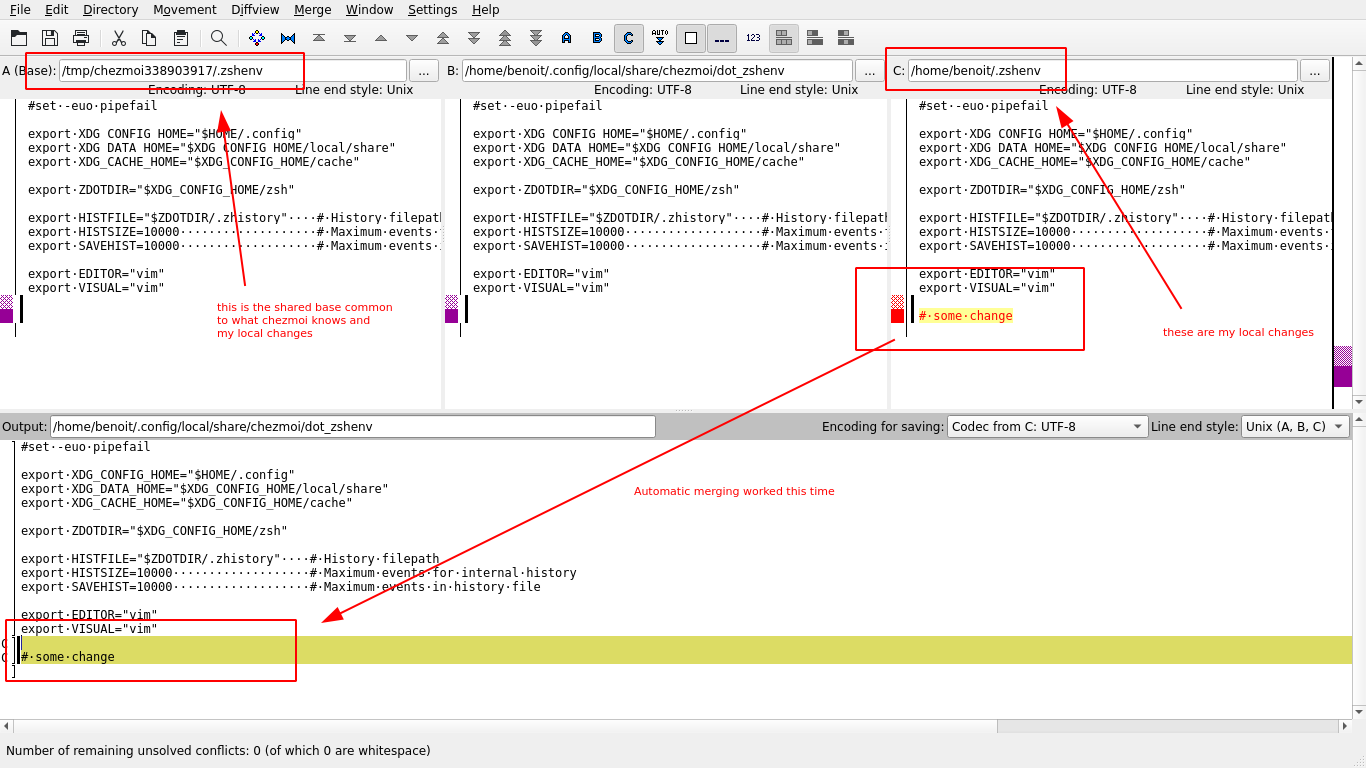 File Edit Directory Movement Diffview Merge Window Settings Help
A B C AUTO 123
A (Base): /tmp/chezmoi338903917/.zshenv ...
Encoding: UTF-8 Line end style: Unix
#set·-euo·pipefail
export·XDG_CONFIG_HOME="$HOME/.config"
export·XDG_DATA_HOME="$XDG_CONFIG_HOME/local/share"
export·XDG_CACHE_HOME="$XDG_CONFIG_HOME/cache"
export·ZDOTDIR="$XDG_CONFIG_HOME/zsh"
export·HISTFILE="$ZDOTDIR/.zhistory"····#·History·filepath
export·HISTSIZE=10000···················#·Maximum·events·
export·SAVEHIST=10000···················#·Maximum·events·
export·EDITOR="vim"
export·VISUAL="vim"
this is the shared base common
to what chezmoi knows and
my local changes
B: /home/benoit/.config/local/share/chezmoi/dot_zshenv ...
Encoding: UTF-8 Line end style: Unix
#set·-euo·pipefail
export·XDG_CONFIG_HOME="$HOME/.config"
export·XDG_DATA_HOME="$XDG_CONFIG_HOME/local/share"
export·XDG_CACHE_HOME="$XDG_CONFIG_HOME/cache"
export·ZDOTDIR="$XDG_CONFIG_HOME/zsh"
export·HISTFILE="$ZDOTDIR/.zhistory"····#·History·filepath
export·HISTSIZE=10000···················#·Maximum·events·
export·SAVEHIST=10000···················#·Maximum·events·
export·EDITOR="vim"
export·VISUAL="vim"
C: /home/benoit/.zshenv ...
Encoding: UTF-8 Line end style: Unix
#set·-euo·pipefail
export·XDG_CONFIG_HOME="$HOME/.config"
export·XDG_DATA_HOME="$XDG_CONFIG_HOME/local/share"
export·XDG_CACHE_HOME="$XDG_CONFIG_HOME/cache"
export·ZDOTDIR="$XDG_CONFIG_HOME/zsh"
export·HISTFILE="$ZDOTDIR/.zhistory"····#·History·filepath
export·HISTSIZE=10000···················#·Maximum·events·
export·SAVEHIST=10000···················#·Maximum·events·
export·EDITOR="vim"
export·VISUAL="vim"
#·some·change
these are my local changes
Output: /home/benoit/.config/local/share/chezmoi/dot_zshenv Encoding for saving: Codec from C: UTF-8 Line end style: Unix (A, B, C)
#set·-euo·pipefail
export·XDG_CONFIG_HOME="$HOME/.config"
export·XDG_DATA_HOME="$XDG_CONFIG_HOME/local/share"
export·XDG_CACHE_HOME="$XDG_CONFIG_HOME/cache"
export·ZDOTDIR="$XDG_CONFIG_HOME/zsh"
export·HISTFILE="$ZDOTDIR/.zhistory"····#·History·filepath
export·HISTSIZE=10000···················#·Maximum·events·for·internal·history
export·SAVEHIST=10000···················#·Maximum·events·in·history·file
export·EDITOR="vim"
export·VISUAL="vim"
C
C #·some·change
Automatic merging worked this time
Number of remaining unsolved conflicts: 0 (of which 0 are whitespace)